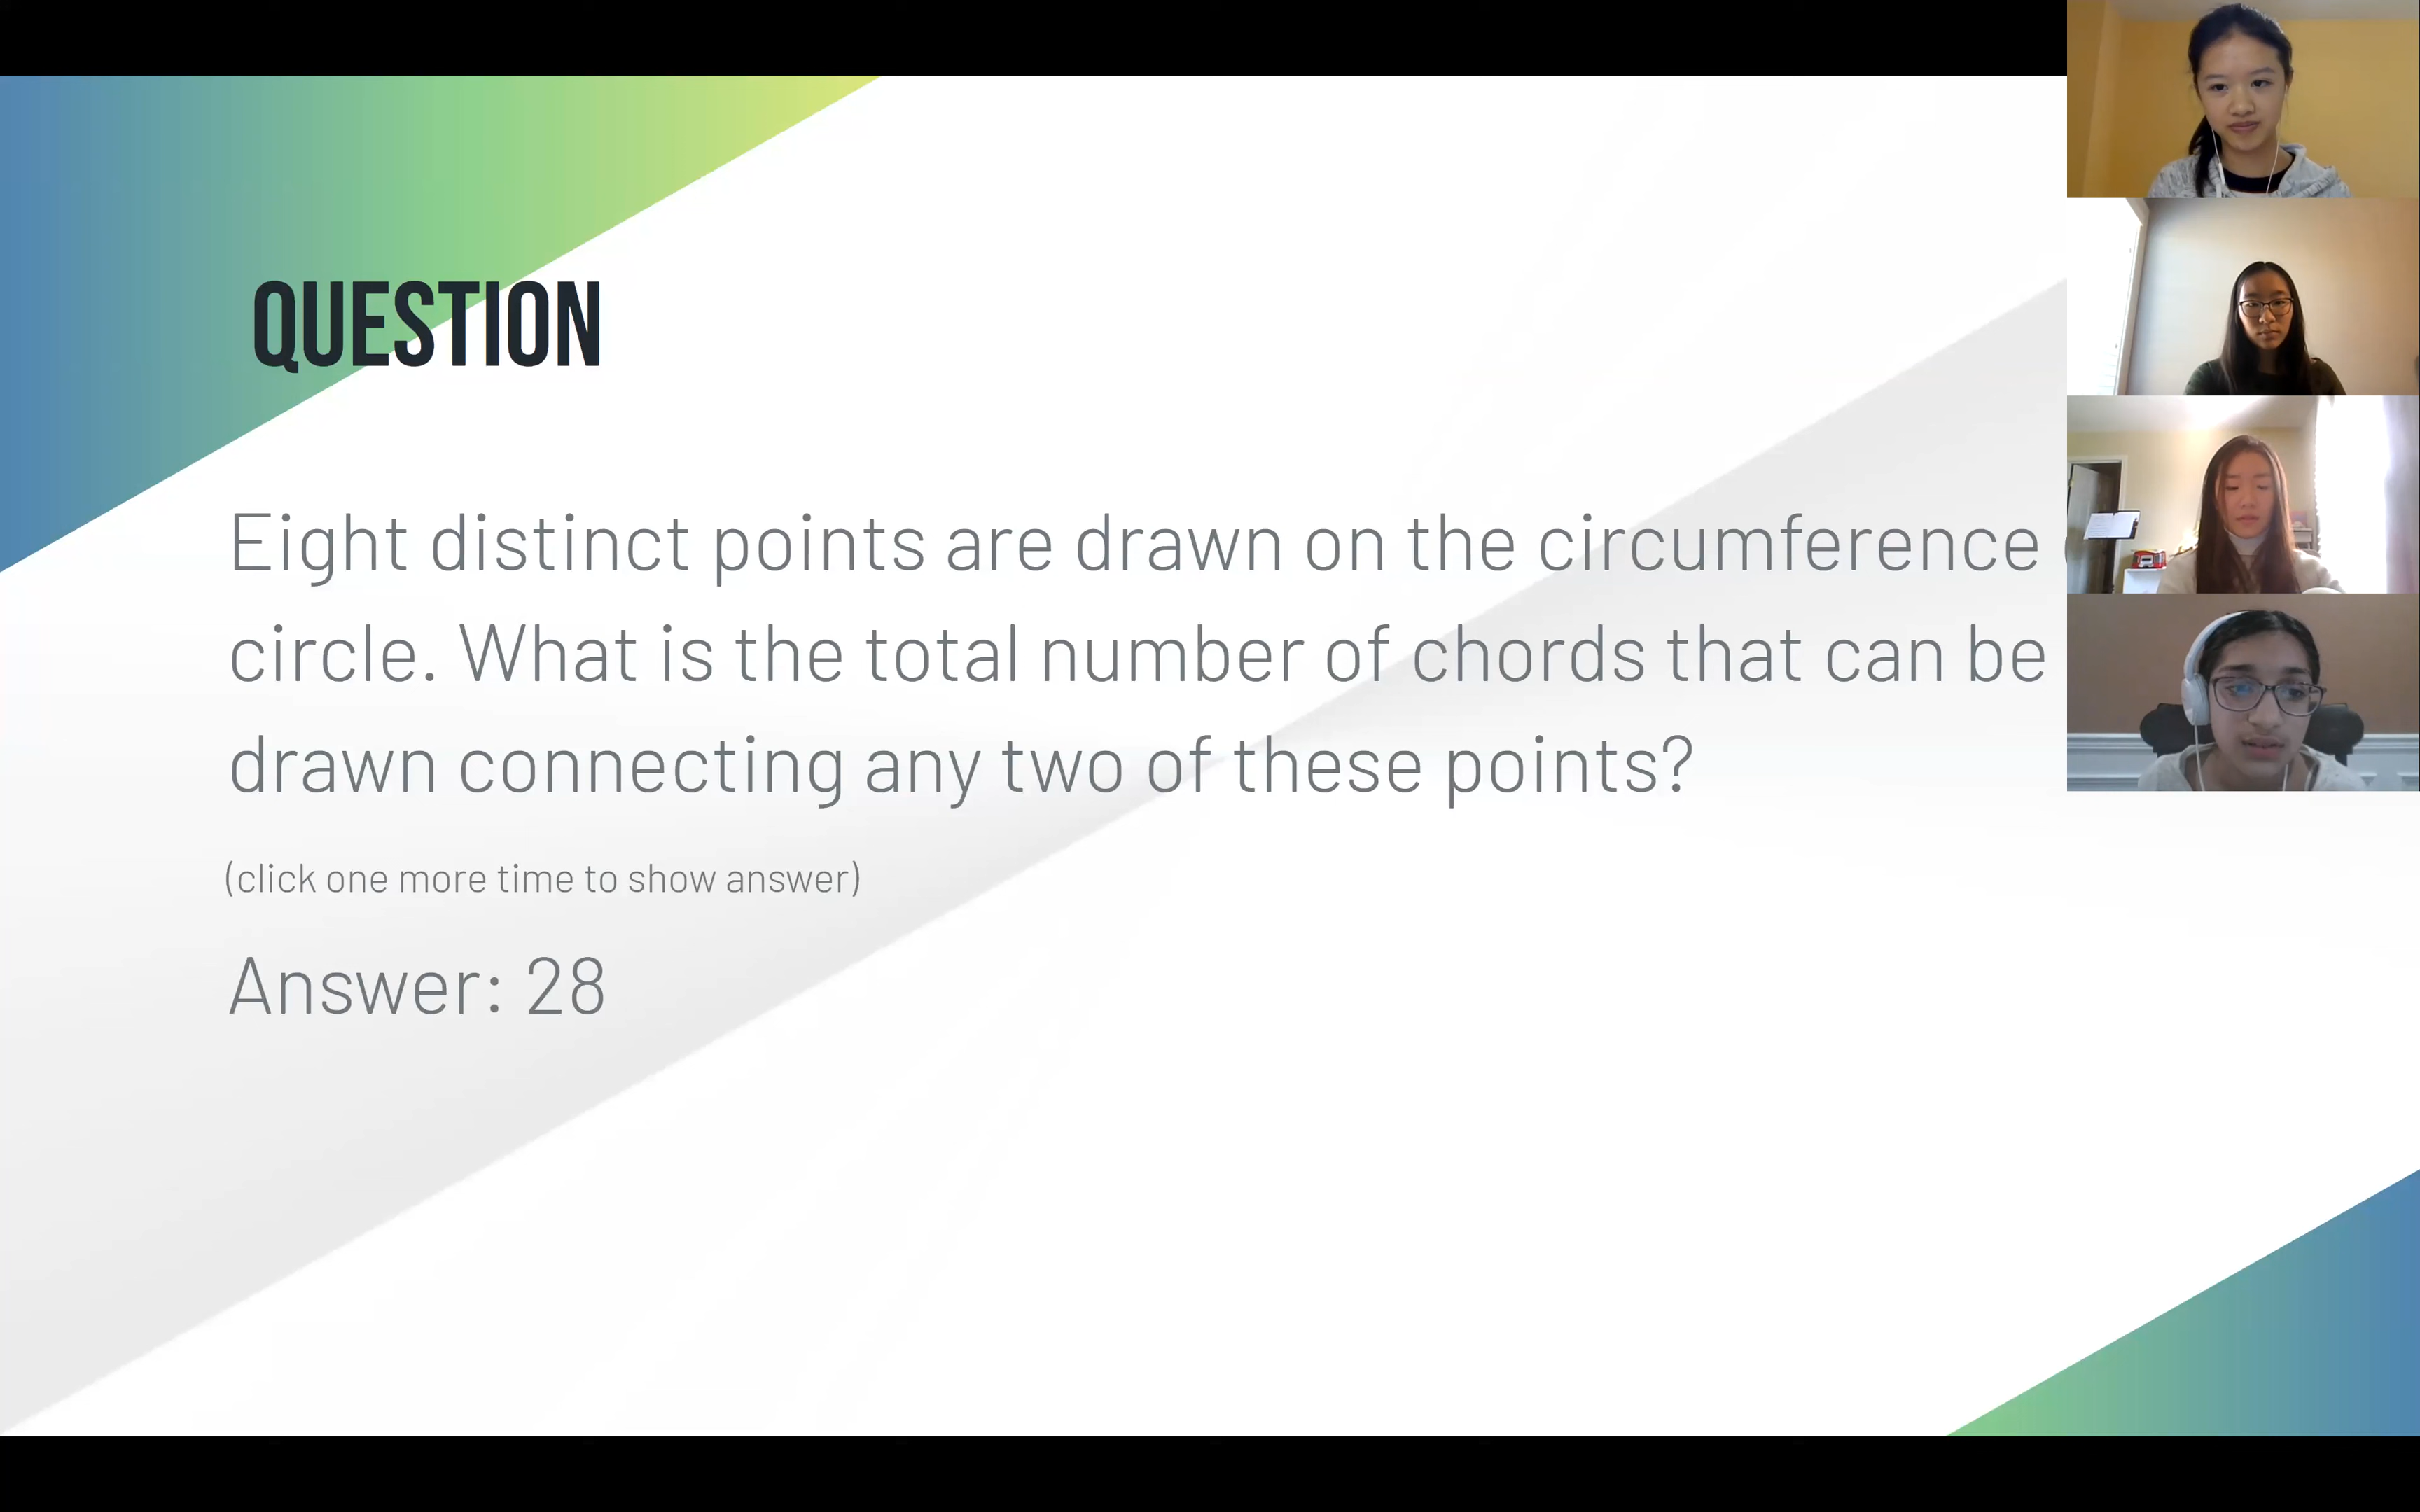 QUESTION
Eight distinct points are drawn on the circumference
circle. What is the total number of chords that can be
drawn connecting any two of these points?
(click one more time to show answer)
Answer: 28